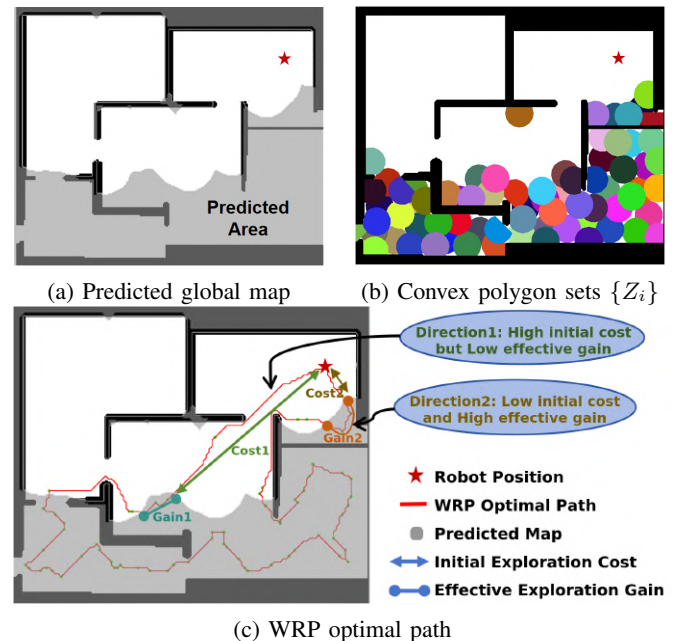 Predicted
Area
(a) Predicted global map
(b) Convex polygon sets {Z_i}
Direction1: High initial cost
but Low effective gain
Direction2: Low initial cost
and High effective gain
Cost2
Gain2
Cost1
Gain1
Robot Position
WRP Optimal Path
Predicted Map
Initial Exploration Cost
Effective Exploration Gain
(c) WRP optimal path